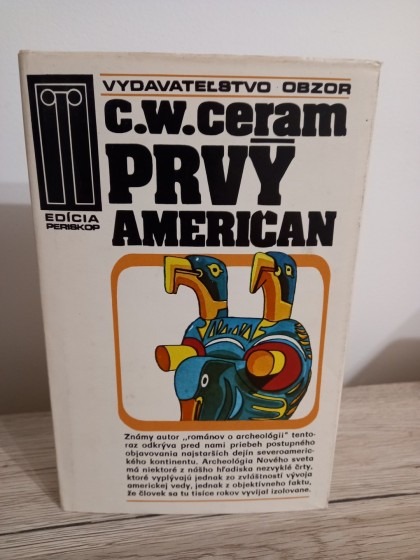 VYDAVATEĽSTVO OBZOR
C.W.Ceram
PRVÝ
AMERIČAN
EDÍCIA
PERISKOP
Známy autor „románov o archeológii" tento-
raz odkrýva pred nami priebeh postupného
objavovania najstarších dejín severoameric-
kého kontinentu. Archeológia Nového sveta
má niektoré z nášho hľadiska nezvyklé črty,
ktoré vyplývajú jednak zo zvláštností vývoja
americkej vedy, jednak z objektívneho faktu,
že človek sa tu tisíce rokov vyvíjal izolovane.